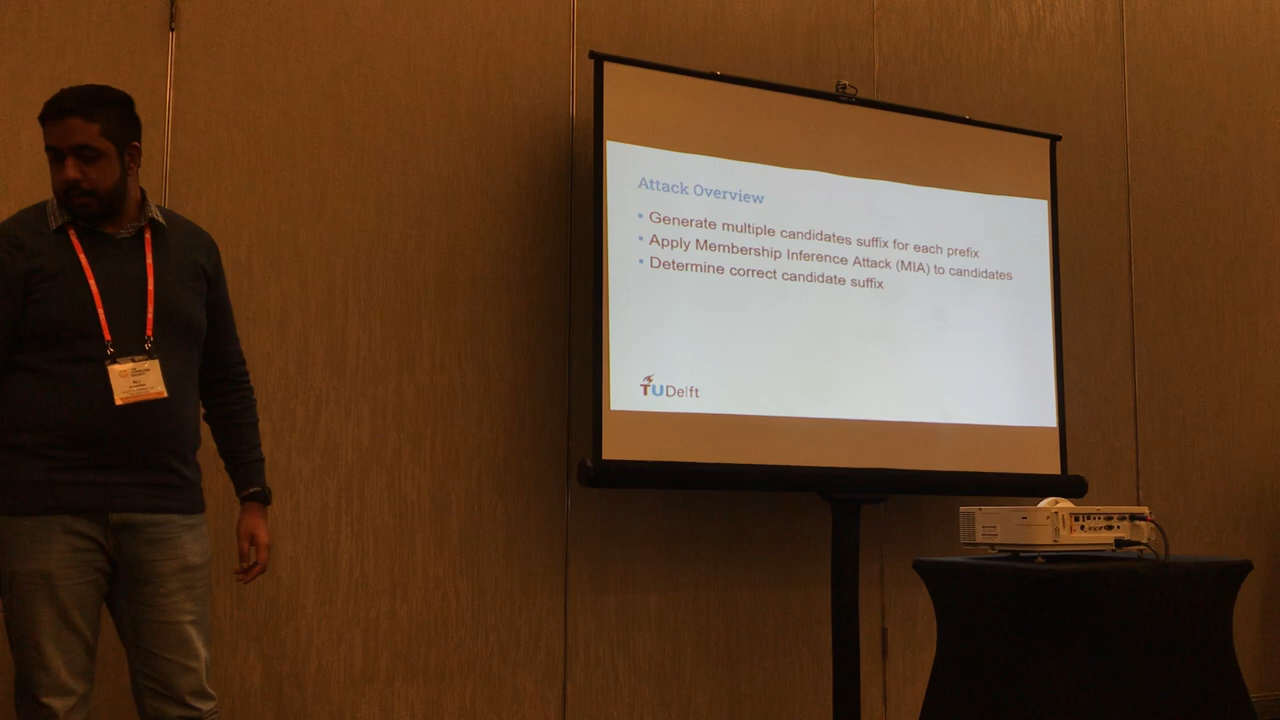 Attack Overview
Generate multiple candidates suffix for each prefix
Apply Membership Inference Attack (MIA) to candidates
Determine correct candidate suffix
TUDelft
ALI